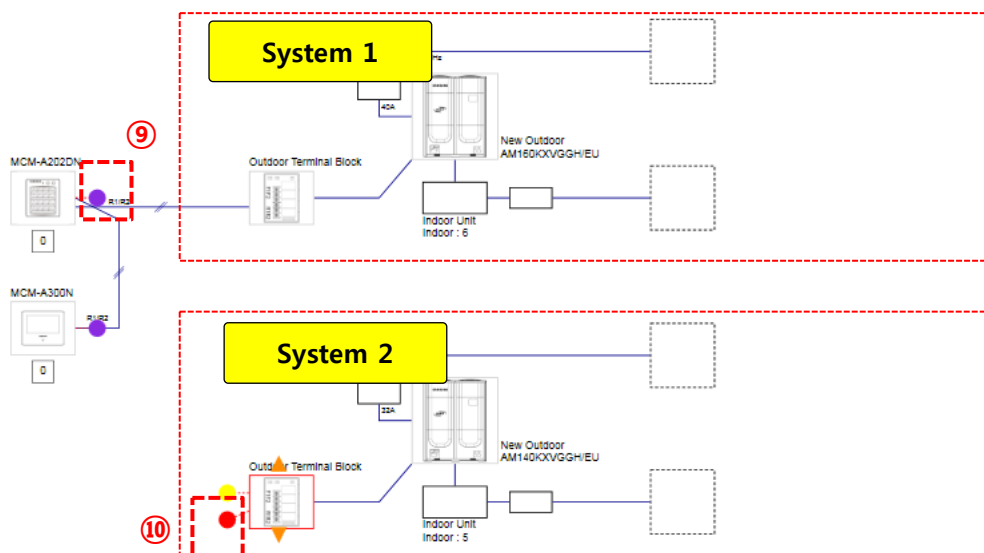 System 1
Hz
40A
⑨
New Outdoor
AM160KXVGGH/EU
MCM-A202DN
Outdoor Terminal Block
R1/R2
0
Indoor Unit
Indoor : 6
MCM-A300N
R1/R2
0
System 2
32A
New Outdoor
AM140KXVGGH/EU
Outdoor Terminal Block
⑩
Indoor Unit
Indoor : 5